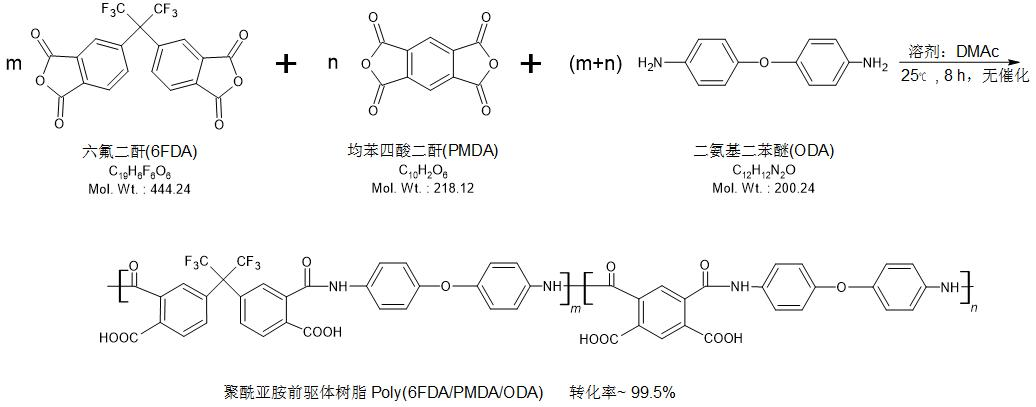 F₃C CF₃
O O
m O + n O O + (m+n) H₂N O NH₂ 溶剂：DMAc
25℃ , 8 h，无催化
O O O O
六氟二酐(6FDA) 均苯四酸二酐(PMDA) 二氨基二苯醚(ODA)
C₁₉H₆F₆O₆ C₁₀H₂O₆ C₁₂H₁₂N₂O
Mol. Wt. : 444.24 Mol. Wt. : 218.12 Mol. Wt. : 200.24
O F₃C CF₃ O O O
NH O NH m NH O NH n
HOOC COOH HOOC COOH
聚酰亚胺前驱体树脂 Poly(6FDA/PMDA/ODA) 转化率~ 99.5%